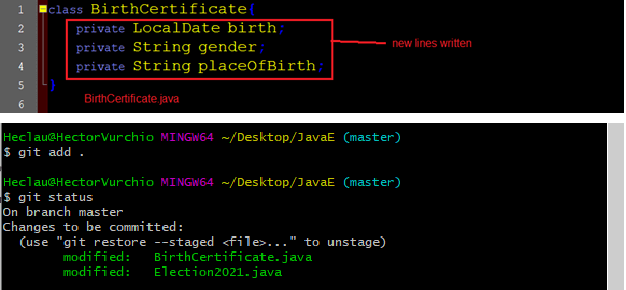 1 class BirthCertificate{
2 private LocalDate birth;
3 private String gender;
4 private String placeOfBirth;
5 }
6
new lines written
BirthCertificate.java
Heclau@HectorVurchio MINGW64 ~/Desktop/JavaE (master)
$ git add .
Heclau@HectorVurchio MINGW64 ~/Desktop/JavaE (master)
$ git status
On branch master
Changes to be committed:
(use "git restore --staged <file>..." to unstage)
modified: BirthCertificate.java
modified: Election2021.java